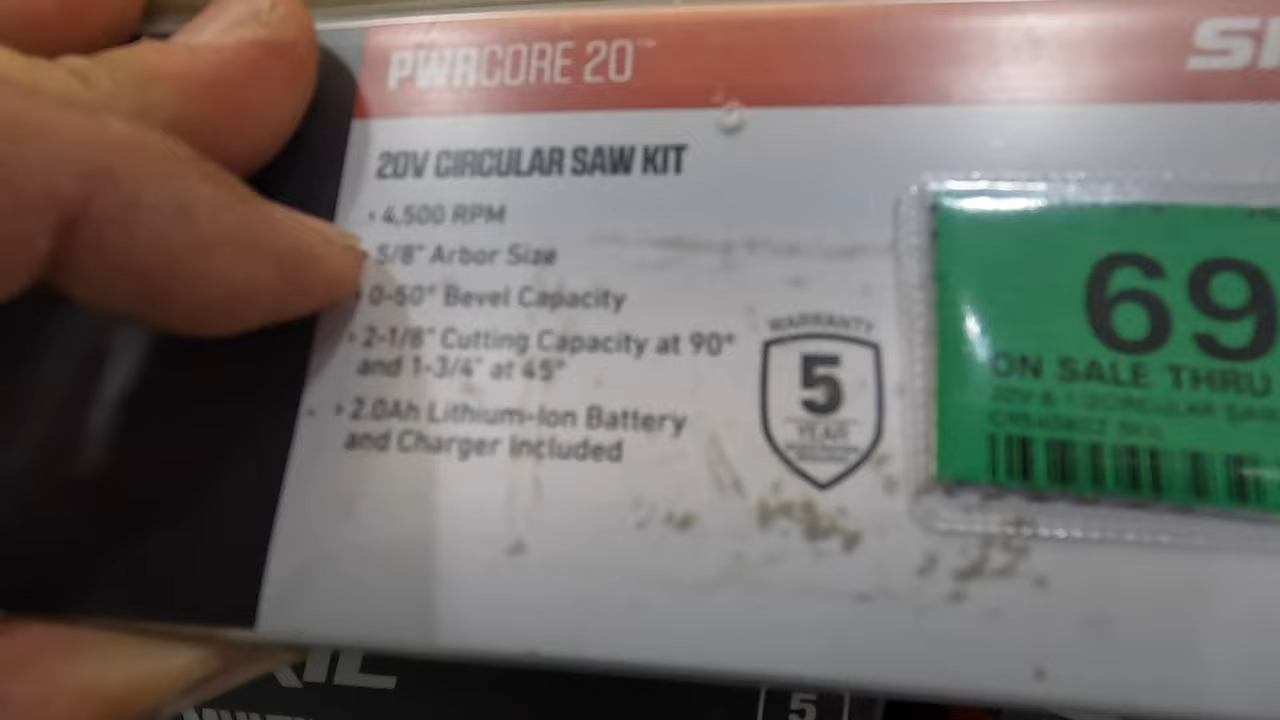 PWRCORE 20™
20V CIRCULAR SAW KIT
4,500 RPM
5/8" Arbor Size
0-50° Bevel Capacity
2-1/8" Cutting Capacity at 90°
and 1-3/4" at 45°
2.0Ah Lithium-Ion Battery
and Charger Included
WARRANTY
5
YEAR
69
ON SALE THRU
5